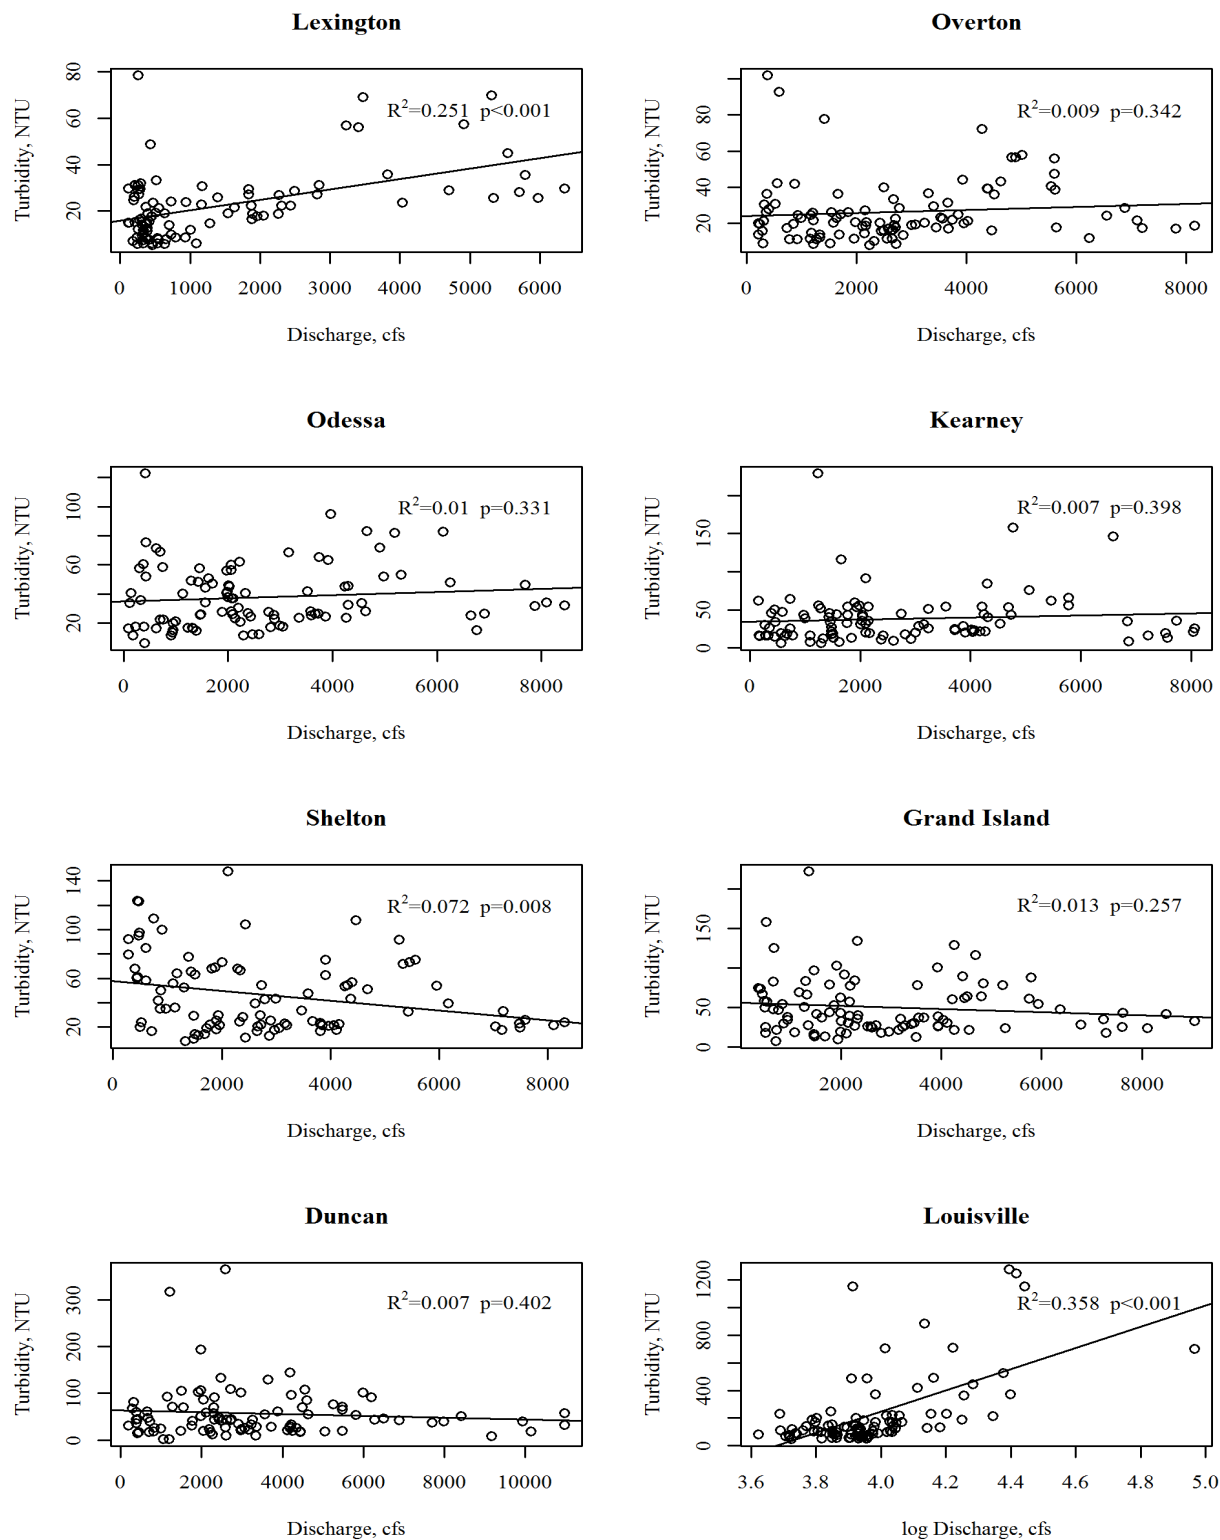 Lexington
Turbidity, NTU
80
60
40
20
R²=0.251 p<0.001
0 1000 2000 3000 4000 5000 6000
Discharge, cfs
Overton
Turbidity, NTU
80
60
40
20
0
R²=0.009 p=0.342
0 2000 4000 6000 8000
Discharge, cfs
Odessa
Turbidity, NTU
100
60
20
R²=0.01 p=0.331
0 2000 4000 6000 8000
Discharge, cfs
Kearney
Turbidity, NTU
150
50
0
R²=0.007 p=0.398
0 2000 4000 6000 8000
Discharge, cfs
Shelton
Turbidity, NTU
140
100
60
20
R²=0.072 p=0.008
0 2000 4000 6000 8000
Discharge, cfs
Grand Island
Turbidity, NTU
150
50
0
R²=0.013 p=0.257
2000 4000 6000 8000
Discharge, cfs
Duncan
Turbidity, NTU
300
200
100
0
R²=0.007 p=0.402
0 2000 4000 6000 8000 10000
Discharge, cfs
Louisville
Turbidity, NTU
1200
800
400
0
R²=0.358 p<0.001
3.6 3.8 4.0 4.2 4.4 4.6 4.8 5.0
log Discharge, cfs